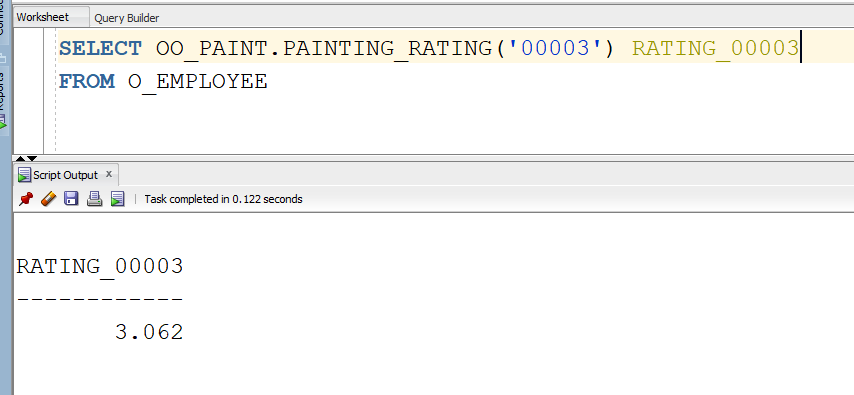 Worksheet Query Builder
SELECT OO_PAINT.PAINTING_RATING('00003') RATING_00003
FROM O_EMPLOYEE
Reports
Script Output x
Task completed in 0.122 seconds
RATING_00003
------------
3.062